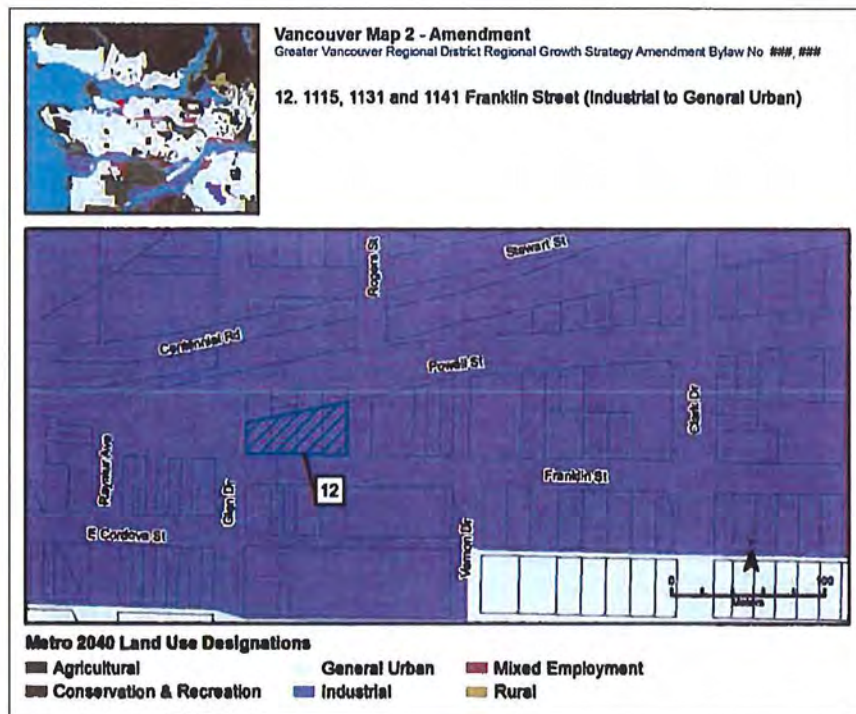 Vancouver Map 2 - Amendment
Greater Vancouver Regional District Regional Growth Strategy Amendment Bylaw No ###, ###
12. 1115, 1131 and 1141 Franklin Street (Industrial to General Urban)
Rogers St
Stewart St
Centennial Rd
Powell St
Clark Dr
Raymur Ave
Glen Dr
12
Franklin St
E Cordova St
Vernon Dr
0 100
Meters
Metro 2040 Land Use Designations
Agricultural General Urban Mixed Employment
Conservation & Recreation Industrial Rural